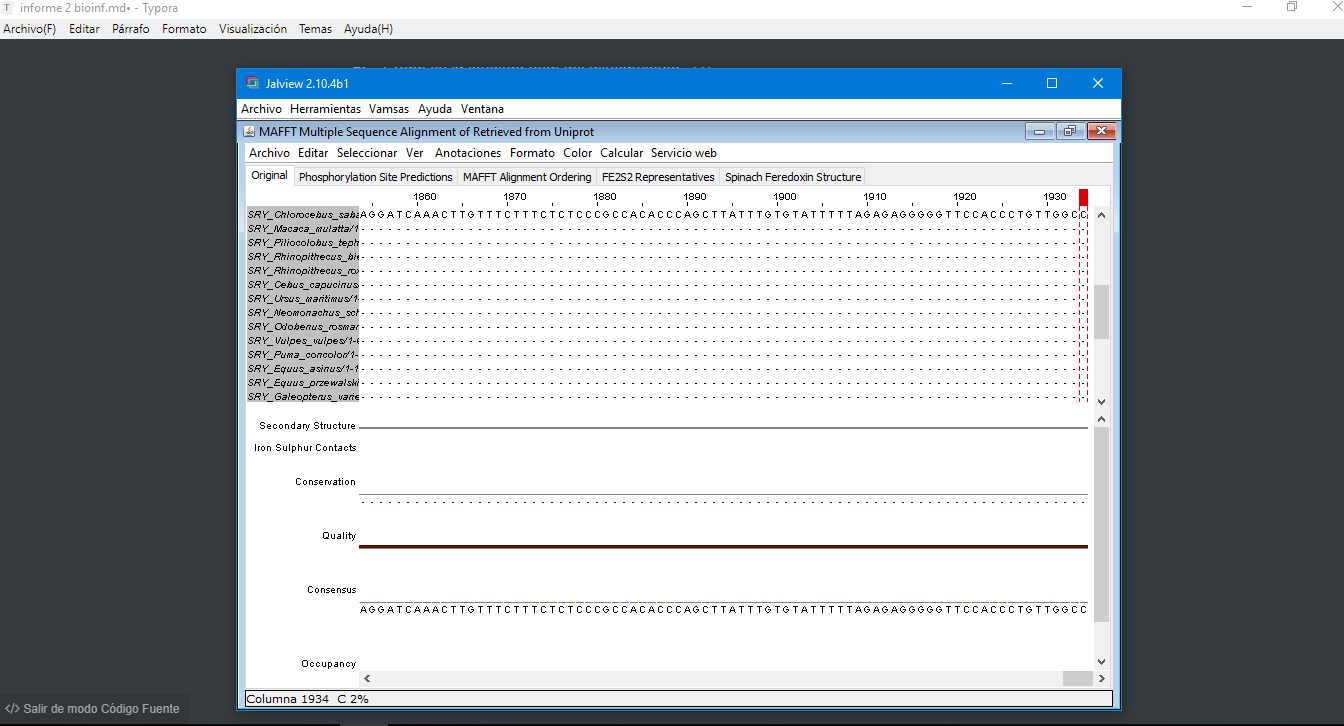 informe 2 bioinf.md• - Typora
Archivo(F) Editar Párrafo Formato Visualización Temas Ayuda(H)
Jalview 2.10.4b1
Archivo Herramientas Vamsas Ayuda Ventana
MAFFT Multiple Sequence Alignment of Retrieved from Uniprot
Archivo Editar Seleccionar Ver Anotaciones Formato Color Calcular Servicio web
Original Phosphorylation Site Predictions MAFFT Alignment Ordering FE2S2 Representatives Spinach Feredoxin Structure
1860 1870 1880 1890 1900 1910 1920 1930
SRY_Chlorocebus_saba AGGATCAAACTTGTTTCTTTCTCTCCCGCCACACCCAGCTTATTTGTGTATTTTTAGAGAGGGGGTTCCACCCTGTTGGCC
SRY_Macaca_mulatta/1
SRY_Piliocolobus_teph
SRY_Rhinopithecus_bie
SRY_Rhinopithecus_rox
SRY_Cebus_capucinus
SRY_Ursus_maritimus/1-
SRY_Neomonachus_sch
SRY_Odobenus_rosmar
SRY_Vulpes_vulpes/1-
SRY_Puma_concolor/1-
SRY_Equus_asinus/1-1
SRY_Equus_przewalski
SRY_Galeopterus_varie
Secondary Structure
Iron Sulphur Contacts
Conservation
Quality
Consensus
AGGATCAAACTTGTTTCTTTCTCTCCCGCCACACCCAGCTTATTTGTGTATTTTTAGAGAGGGGGTTCCACCCTGTTGGCC
Occupancy
Columna 1934 C 2%
</> Salir de modo Código Fuente